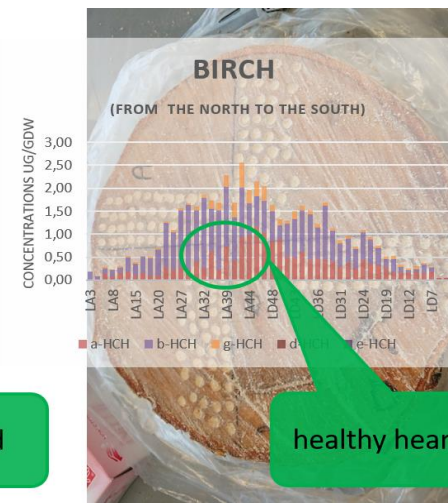 BIRCH
(FROM THE NORTH TO THE SOUTH)
CONCENTRATIONS UG/GDW
3,00
2,50
2,00
1,50
1,00
0,50
0,00
LA3 LA8 LA15 LA20 LA27 LA32 LA39 LA44 LD48 LD36 LD31 LD24 LD19 LD12 LD7
a-HCH b-HCH g-HCH d-HCH e-HCH
healthy hear